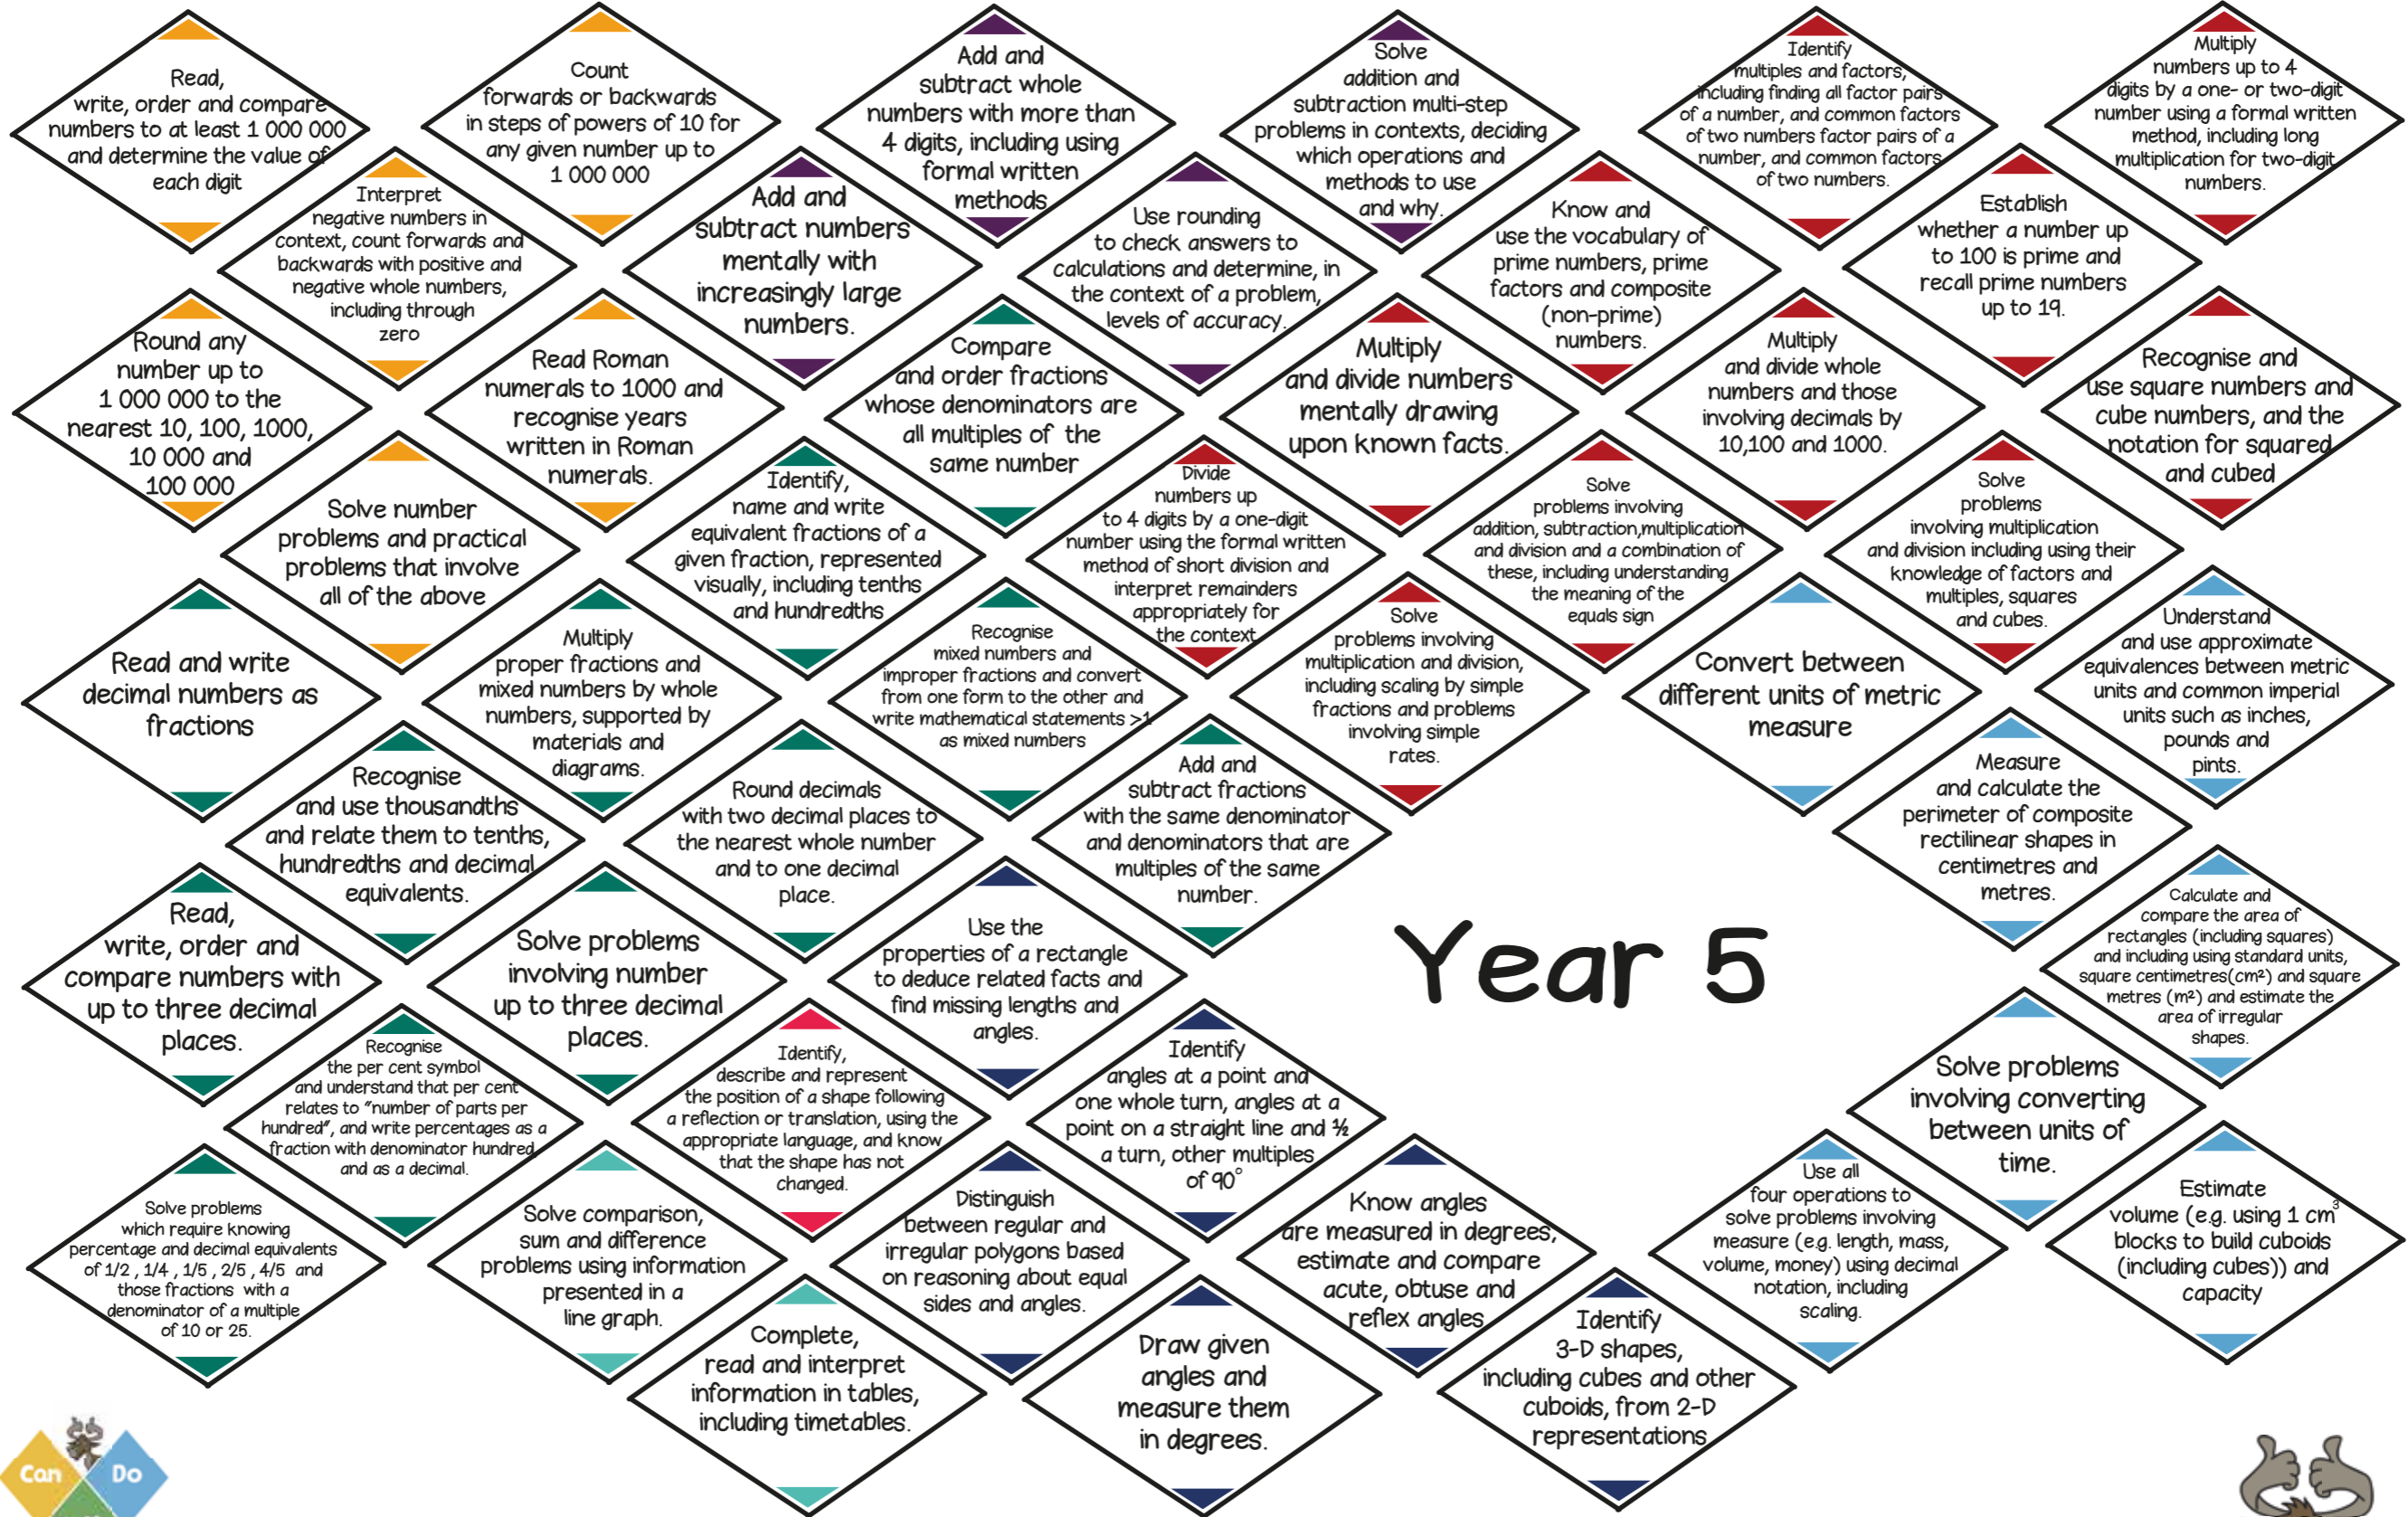 Read,
write, order and compare
numbers to at least 1 000 000
and determine the value of
each digit
Count
forwards or backwards
in steps of powers of 10 for
any given number up to
1 000 000
Add and
subtract whole
numbers with more than
4 digits, including using
formal written
methods
Solve
addition and
subtraction multi-step
problems in contexts, deciding
which operations and
methods to use
and why.
Identify
multiples and factors,
including finding all factor pairs
of a number, and common factors
of two numbers factor pairs of a
number, and common factors
of two numbers.
Multiply
numbers up to 4
digits by a one- or two-digit
number using a formal written
method, including long
multiplication for two-digit
numbers.
Interpret
negative numbers in
context, count forwards and
backwards with positive and
negative whole numbers,
including through
zero
Add and
subtract numbers
mentally with
increasingly large
numbers.
Use rounding
to check answers to
calculations and determine, in
the context of a problem,
levels of accuracy.
Know and
use the vocabulary of
prime numbers, prime
factors and composite
(non-prime)
numbers.
Establish
whether a number up
to 100 is prime and
recall prime numbers
up to 19.
Round any
number up to
1 000 000 to the
nearest 10, 100, 1000,
10 000 and
100 000
Read Roman
numerals to 1000 and
recognise years
written in Roman
numerals.
Compare
and order fractions
whose denominators are
all multiples of the
same number
Multiply
and divide numbers
mentally drawing
upon known facts.
Multiply
and divide whole
numbers and those
involving decimals by
10,100 and 1000.
Recognise and
use square numbers and
cube numbers, and the
notation for squared
and cubed
Solve number
problems and practical
problems that involve
all of the above
Identify,
name and write
equivalent fractions of a
given fraction, represented
visually, including tenths
and hundredths
Divide
numbers up
to 4 digits by a one-digit
number using the formal written
method of short division and
interpret remainders
appropriately for
the context
Solve
problems involving
addition, subtraction,multiplication
and division and a combination of
these, including understanding
the meaning of the
equals sign
Solve
problems
involving multiplication
and division including using their
knowledge of factors and
multiples, squares
and cubes.
Read and write
decimal numbers as
fractions
Multiply
proper fractions and
mixed numbers by whole
numbers, supported by
materials and
diagrams.
Recognise
mixed numbers and
improper fractions and convert
from one form to the other and
write mathematical statements >1
as mixed numbers
Solve
problems involving
multiplication and division,
including scaling by simple
fractions and problems
involving simple
rates.
Convert between
different units of metric
measure
Understand
and use approximate
equivalences between metric
units and common imperial
units such as inches,
pounds and
pints.
Recognise
and use thousandths
and relate them to tenths,
hundredths and decimal
equivalents.
Round decimals
with two decimal places to
the nearest whole number
and to one decimal
place.
Add and
subtract fractions
with the same denominator
and denominators that are
multiples of the same
number.
Measure
and calculate the
perimeter of composite
rectilinear shapes in
centimetres and
metres.
Read,
write, order and
compare numbers with
up to three decimal
places.
Solve problems
involving number
up to three decimal
places.
Use the
properties of a rectangle
to deduce related facts and
find missing lengths and
angles.
Year 5
Calculate and
compare the area of
rectangles (including squares)
and including using standard units,
square centimetres(cm²) and square
metres (m²) and estimate the
area of irregular
shapes.
Recognise
the per cent symbol
and understand that per cent
relates to "number of parts per
hundred", and write percentages as a
fraction with denominator hundred,
and as a decimal.
Identify,
describe and represent
the position of a shape following
a reflection or translation, using the
appropriate language, and know
that the shape has not
changed.
Identify
angles at a point and
one whole turn, angles at a
point on a straight line and ½
a turn, other multiples
of 90°
Solve problems
involving converting
between units of
time.
Solve problems
which require knowing
percentage and decimal equivalents
of 1/2 , 1/4 , 1/5 , 2/5 , 4/5 and
those fractions with a
denominator of a multiple
of 10 or 25.
Solve comparison,
sum and difference
problems using information
presented in a
line graph.
Distinguish
between regular and
irregular polygons based
on reasoning about equal
sides and angles.
Know angles
are measured in degrees,
estimate and compare
acute, obtuse and
reflex angles
Use all
four operations to
solve problems involving
measure (e.g. length, mass,
volume, money) using decimal
notation, including
scaling.
Estimate
volume (e.g. using 1 cm³
blocks to build cuboids
(including cubes)) and
capacity
Complete,
read and interpret
information in tables,
including timetables.
Draw given
angles and
measure them
in degrees.
Identify
3-D shapes,
including cubes and other
cuboids, from 2-D
representations
Can Do